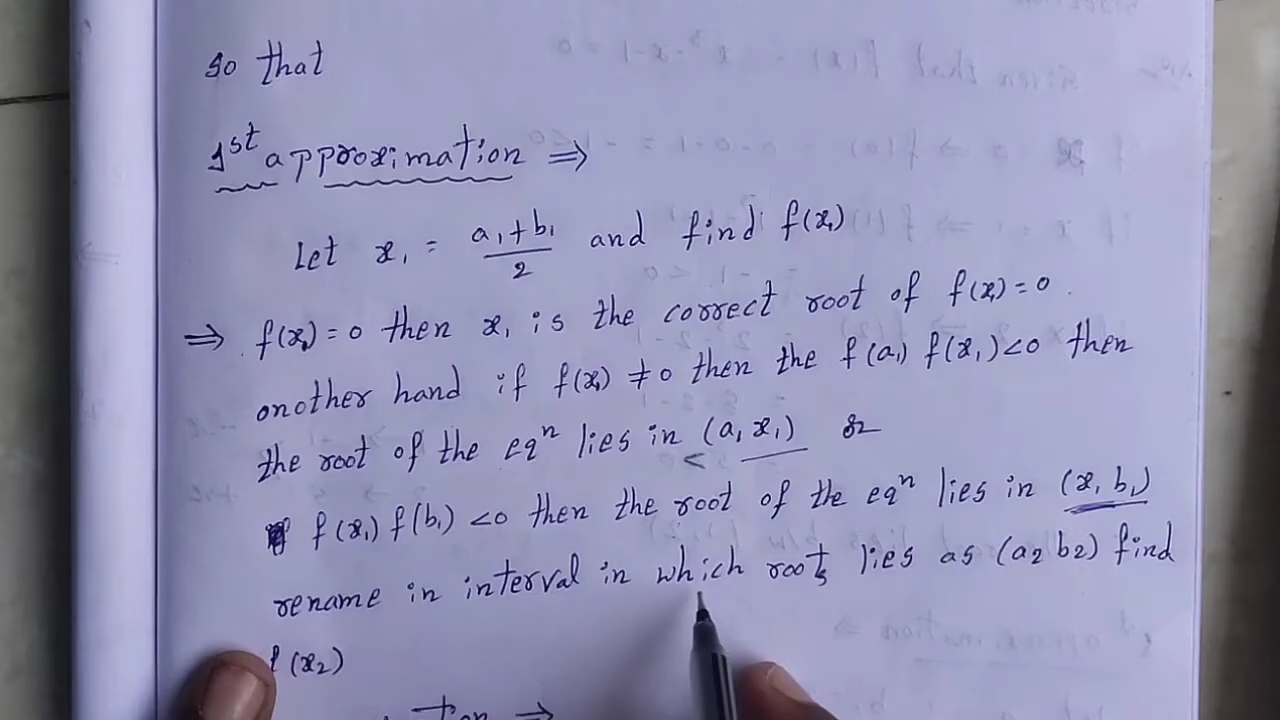 so that
1st approximation ⇒
Let x₁ = (a₁+b₁)/2 and find f(x₁)
⇒ f(x₁)=0 then x₁ is the correct root of f(x)=0.
onother hand if f(x₁) ≠0 then the f(a₁) f(x₁)<0 then
the root of the eqⁿ lies in (a₁ x₁) or
if f(x₁) f(b₁) <0 then the root of the eqⁿ lies in (x₁ b₁)
rename in interval in which roots lies as (a2 b2) find
f(x₂)